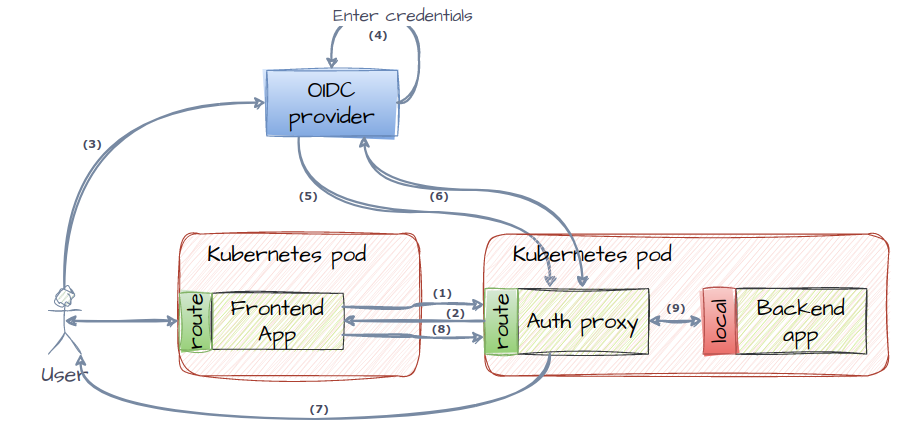 Enter credentials
(4)
OIDC
provider
(3)
(5)
(6)
Kubernetes pod
Kubernetes pod
route
Frontend
App
(1)
(2)
(8)
route
Auth proxy
(9)
local
Backend
app
User
(7)